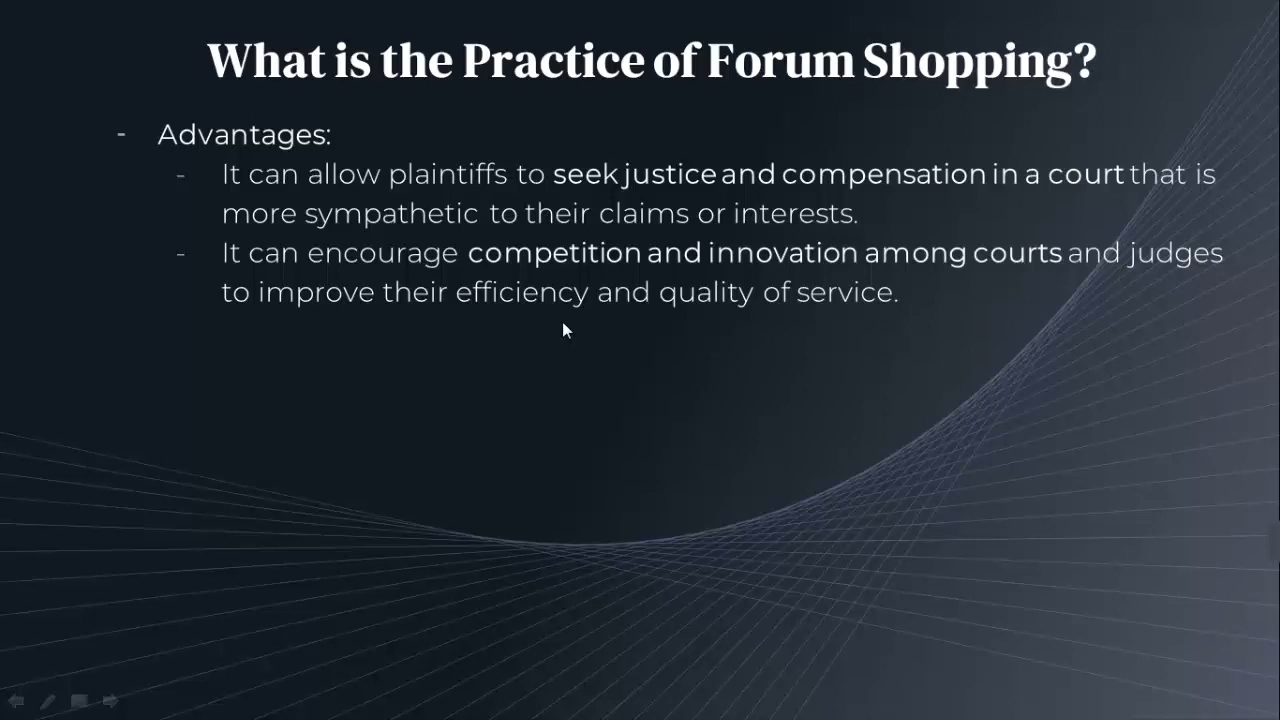 What is the Practice of Forum Shopping?
- Advantages:
- It can allow plaintiffs to seek justice and compensation in a court that is
more sympathetic to their claims or interests.
- It can encourage competition and innovation among courts and judges
to improve their efficiency and quality of service.